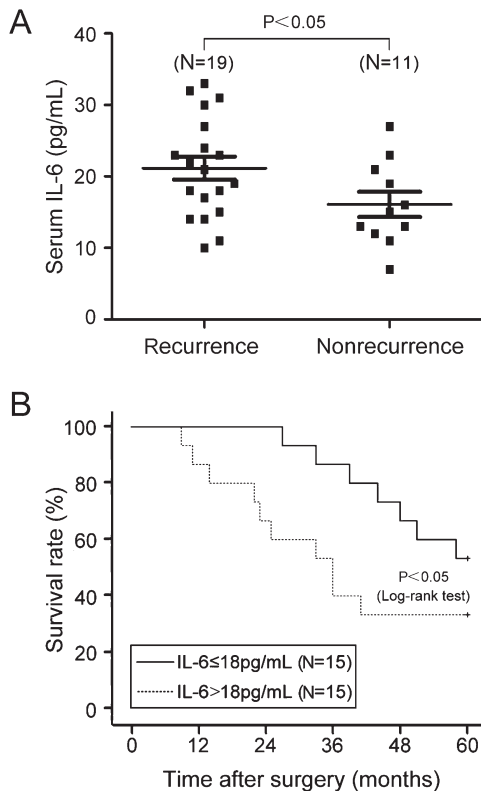 A
P<0.05
(N=19) (N=11)
Serum IL-6 (pg/mL)
40
30
20
10
0
Recurrence Nonrecurrence
B
Survival rate (%)
100
80
60
40
20
0
P<0.05
(Log-rank test)
IL-6≤18pg/mL (N=15)
IL-6>18pg/mL (N=15)
0 12 24 36 48 60
Time after surgery (months)